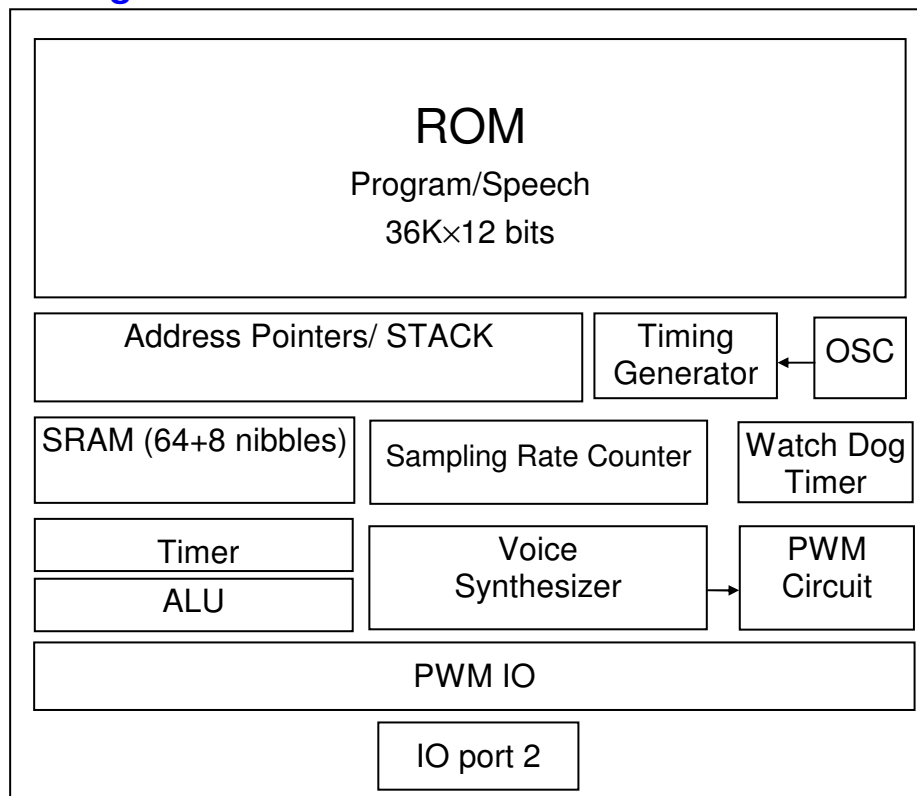 ROM
Program/Speech
36K×12 bits
Address Pointers/ STACK
Timing
Generator
OSC
SRAM (64+8 nibbles)
Sampling Rate Counter
Watch Dog
Timer
Timer
ALU
Voice
Synthesizer
PWM
Circuit
PWM IO
IO port 2